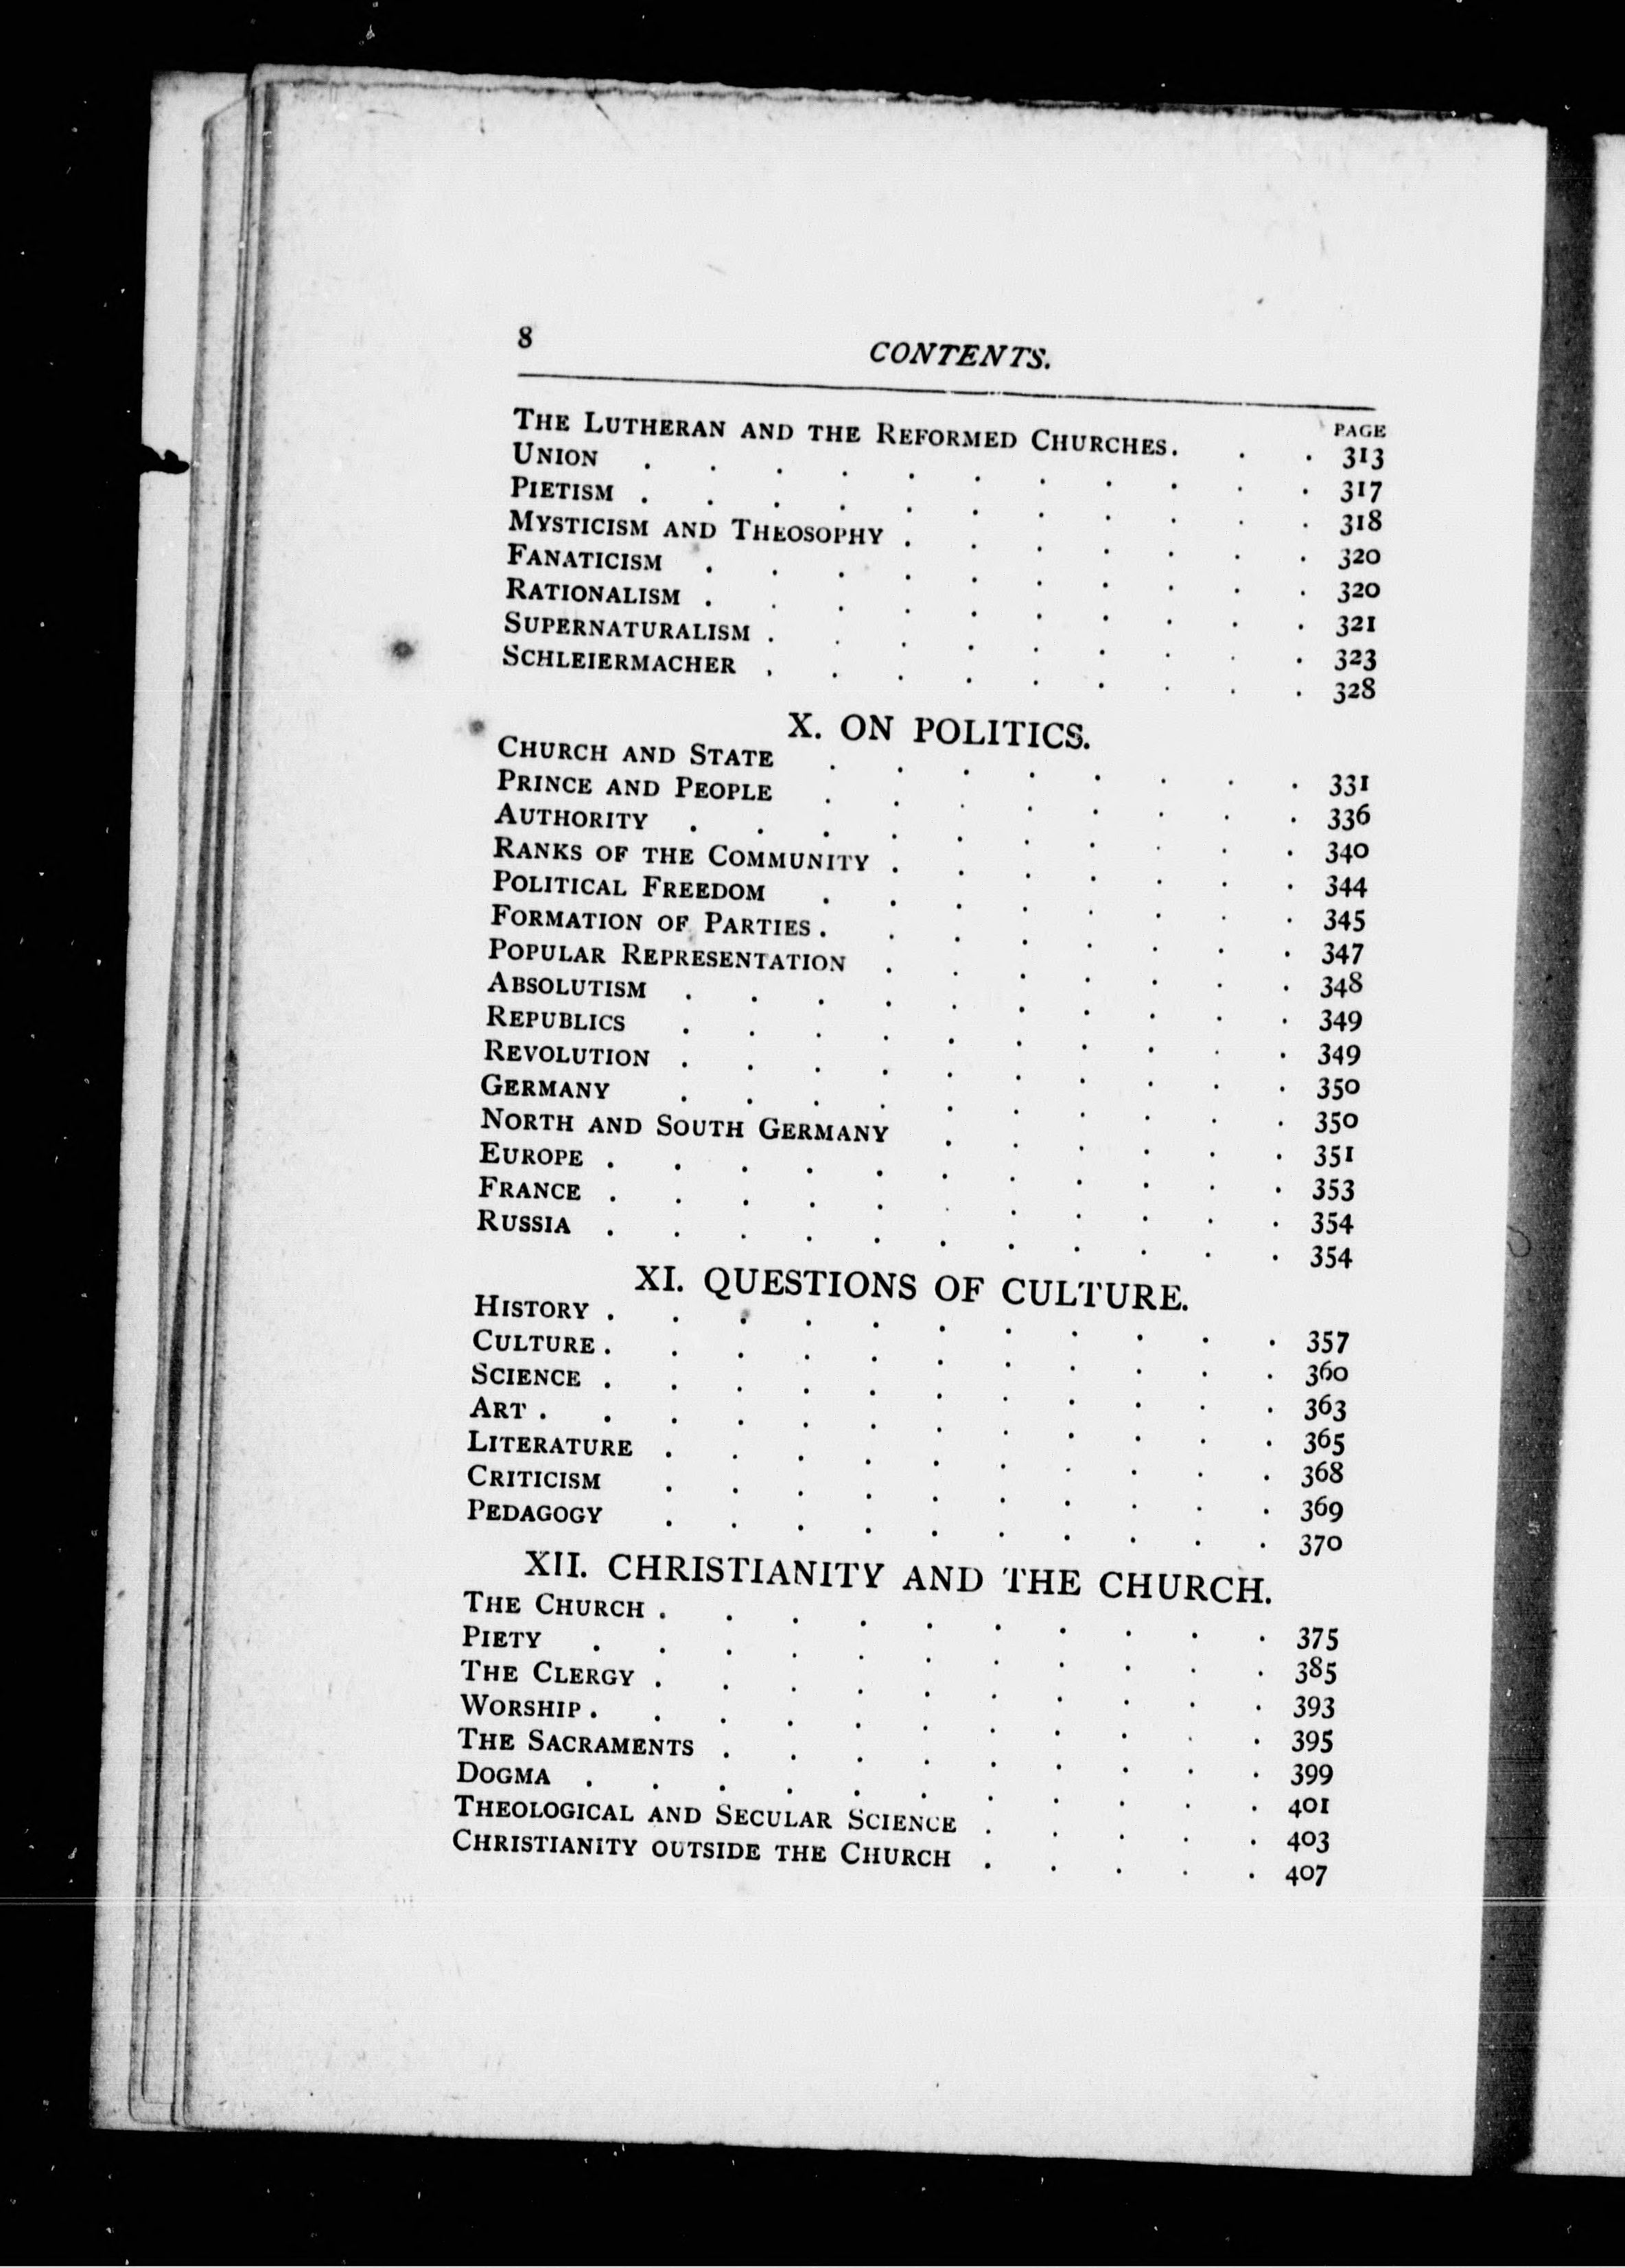 8 CONTENTS.
PAGE
THE LUTHERAN AND THE REFORMED CHURCHES . . . 313
UNION . . . . . . . . . . . 317
PIETISM . . . . . . . . . . . 318
MYSTICISM AND THEOSOPHY . . . . . . . 320
FANATICISM . . . . . . . . . . 320
RATIONALISM . . . . . . . . . . 321
SUPERNATURALISM . . . . . . . . . 323
SCHLEIERMACHER . . . . . . . . . 328
X. ON POLITICS.
CHURCH AND STATE . . . . . . . . 331
PRINCE AND PEOPLE . . . . . . . . 336
AUTHORITY . . . . . . . . . . 340
RANKS OF THE COMMUNITY . . . . . . . 344
POLITICAL FREEDOM . . . . . . . . 345
FORMATION OF PARTIES . . . . . . . . 347
POPULAR REPRESENTATION . . . . . . . 348
ABSOLUTISM . . . . . . . . . . 349
REPUBLICS . . . . . . . . . . 349
REVOLUTION . . . . . . . . . . 350
GERMANY . . . . . . . . . . 350
NORTH AND SOUTH GERMANY . . . . . . 351
EUROPE . . . . . . . . . . . 353
FRANCE . . . . . . . . . . . 354
RUSSIA . . . . . . . . . . . 354
XI. QUESTIONS OF CULTURE.
HISTORY . . . . . . . . . . . 357
CULTURE . . . . . . . . . . . 360
SCIENCE . . . . . . . . . . . 363
ART . . . . . . . . . . . . 365
LITERATURE . . . . . . . . . . 368
CRITICISM . . . . . . . . . . 369
PEDAGOGY . . . . . . . . . . 370
XII. CHRISTIANITY AND THE CHURCH.
THE CHURCH . . . . . . . . . . 375
PIETY . . . . . . . . . . . 385
THE CLERGY . . . . . . . . . . 393
WORSHIP . . . . . . . . . . . 395
THE SACRAMENTS . . . . . . . . . 399
DOGMA . . . . . . . . . . . 401
THEOLOGICAL AND SECULAR SCIENCE . . . . . 403
CHRISTIANITY OUTSIDE THE CHURCH . . . . . 407